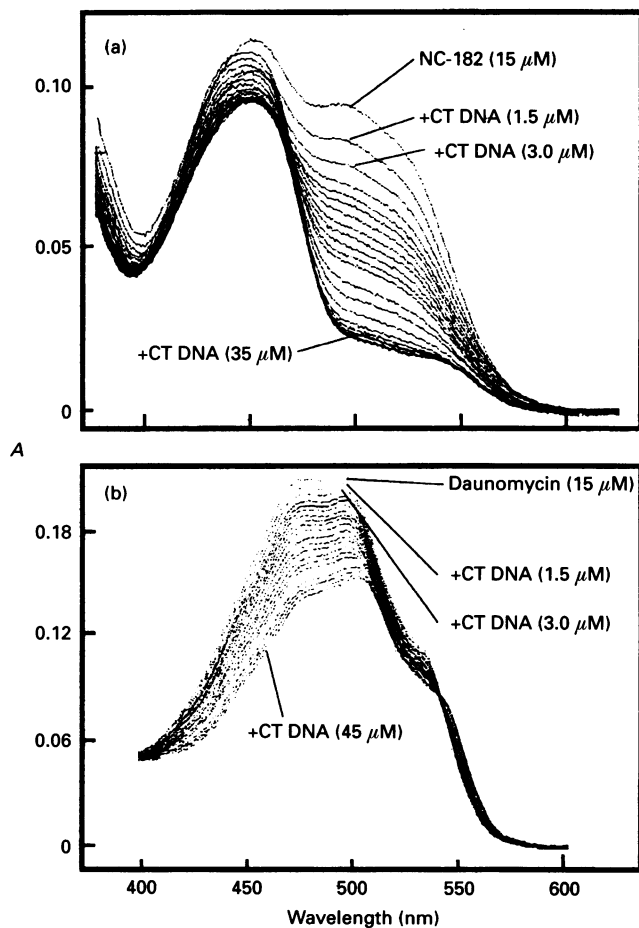 (a)
NC-182 (15 μM)
+CT DNA (1.5 μM)
+CT DNA (3.0 μM)
+CT DNA (35 μM)
0.10
0.05
0
A
(b)
Daunomycin (15 μM)
+CT DNA (1.5 μM)
+CT DNA (3.0 μM)
+CT DNA (45 μM)
0.18
0.12
0.06
0
400 450 500 550 600
Wavelength (nm)